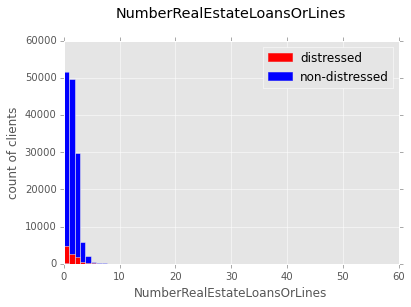 NumberRealEstateLoansOrLines
60000
50000
40000
30000
20000
10000
0
count of clients
distressed
non-distressed
0 10 20 30 40 50 60
NumberRealEstateLoansOrLines